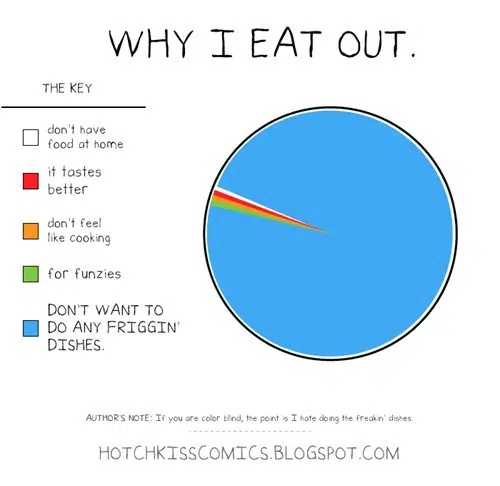 WHY I EAT OUT.
THE KEY
don't have
food at home
it tastes
better
don't feel
like cooking
for funzies
DON'T WANT TO
DO ANY FRIGGIN'
DISHES.
AUTHOR'S NOTE: If you are color blind, the point is I hate doing the freakin' dishes.
HOTCHKISSCOMICS.BLOGSPOT.COM